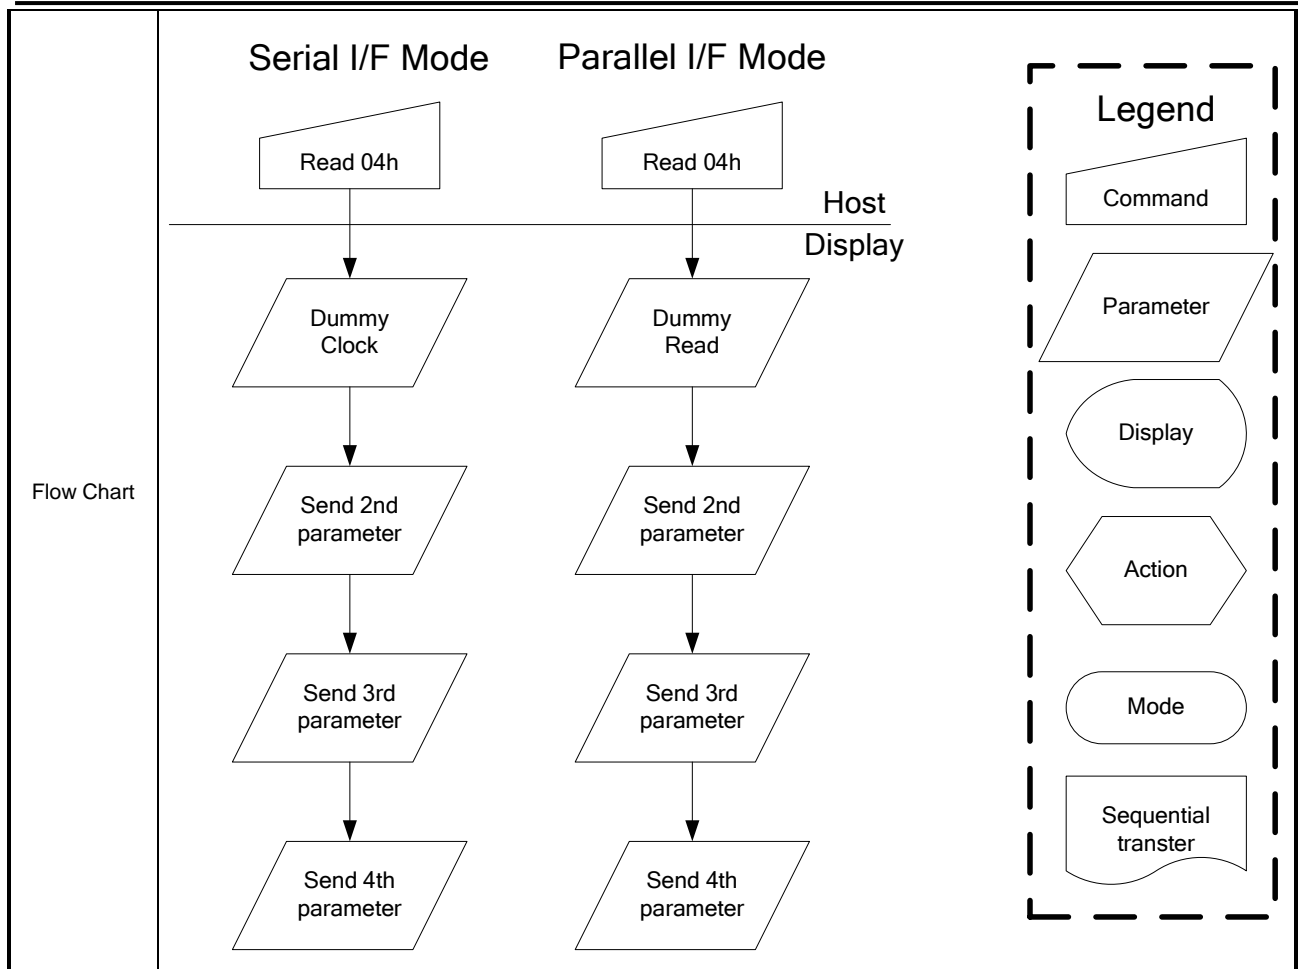 Flow Chart
Serial I/F Mode
Parallel I/F Mode
Read 04h
Read 04h
Host
Display
Dummy
Clock
Dummy
Read
Send 2nd
parameter
Send 2nd
parameter
Send 3rd
parameter
Send 3rd
parameter
Send 4th
parameter
Send 4th
parameter
Legend
Command
Parameter
Display
Action
Mode
Sequential
transter